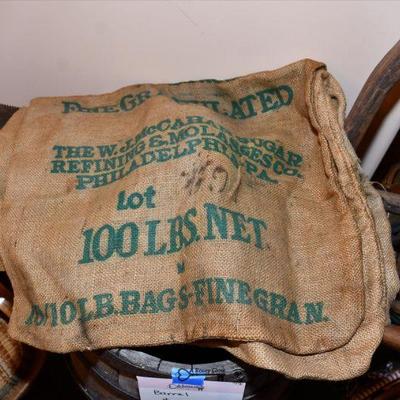 FINE GRANULATED
THE W.J. McCAHAN SUGAR
REFINING & MOLASSES CO.
PHILADELPHIA, PA.
Lot
100 LBS. NET.
10/10 LB. BAGS-FINE GRAN.
Barrel